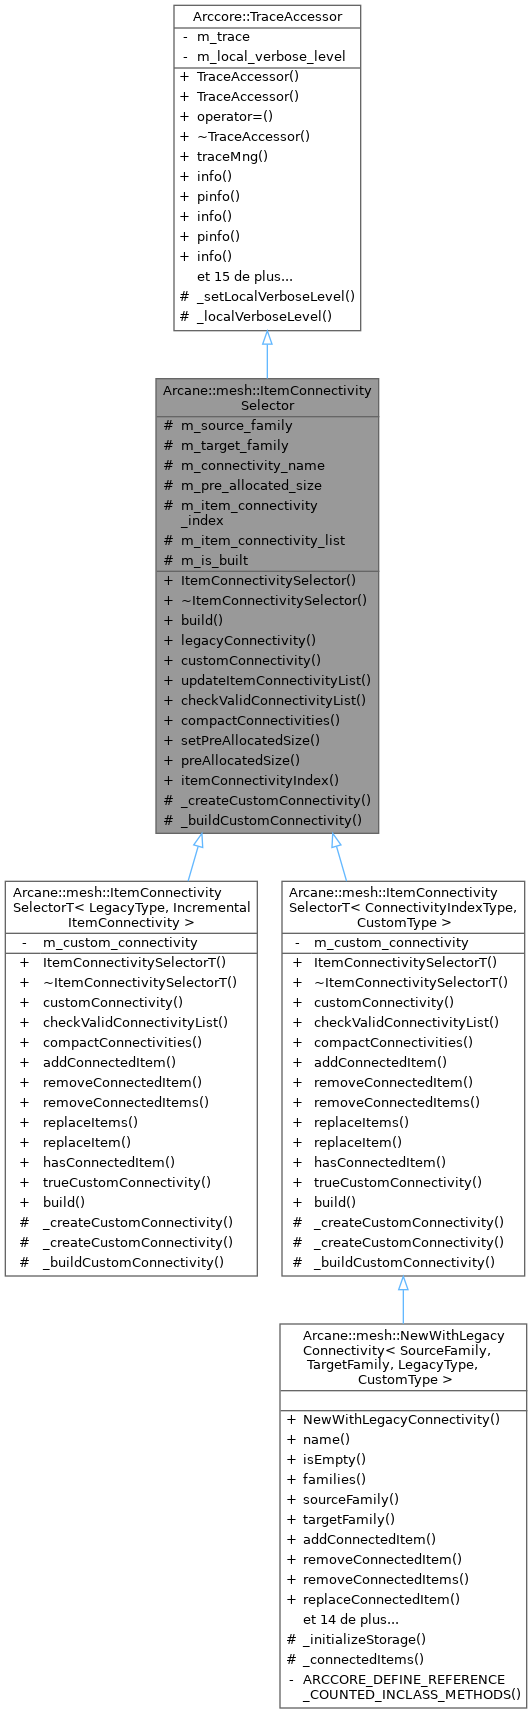 Arccore::TraceAccessor
- m_trace
- m_local_verbose_level
+ TraceAccessor()
+ TraceAccessor()
+ operator=()
+ ~TraceAccessor()
+ traceMng()
+ info()
+ pinfo()
+ info()
+ pinfo()
+ info()
et 15 de plus...
# _setLocalVerboseLevel()
# _localVerboseLevel()
Arcane::mesh::ItemConnectivity
Selector
# m_source_family
# m_target_family
# m_connectivity_name
# m_pre_allocated_size
# m_item_connectivity
_index
# m_item_connectivity_list
# m_is_built
+ ItemConnectivitySelector()
+ ~ItemConnectivitySelector()
+ build()
+ legacyConnectivity()
+ customConnectivity()
+ updateItemConnectivityList()
+ checkValidConnectivityList()
+ compactConnectivities()
+ setPreAllocatedSize()
+ preAllocatedSize()
+ itemConnectivityIndex()
# _createCustomConnectivity()
# _buildCustomConnectivity()
Arcane::mesh::ItemConnectivity
SelectorT< LegacyType, Incremental
ItemConnectivity >
- m_custom_connectivity
+ ItemConnectivitySelectorT()
+ ~ItemConnectivitySelectorT()
+ customConnectivity()
+ checkValidConnectivityList()
+ compactConnectivities()
+ addConnectedItem()
+ removeConnectedItem()
+ removeConnectedItems()
+ replaceItems()
+ replaceItem()
+ hasConnectedItem()
+ trueCustomConnectivity()
+ build()
# _createCustomConnectivity()
# _createCustomConnectivity()
# _buildCustomConnectivity()
Arcane::mesh::ItemConnectivity
SelectorT< ConnectivityIndexType,
CustomType >
- m_custom_connectivity
+ ItemConnectivitySelectorT()
+ ~ItemConnectivitySelectorT()
+ customConnectivity()
+ checkValidConnectivityList()
+ compactConnectivities()
+ addConnectedItem()
+ removeConnectedItem()
+ removeConnectedItems()
+ replaceItems()
+ replaceItem()
+ hasConnectedItem()
+ trueCustomConnectivity()
+ build()
# _createCustomConnectivity()
# _createCustomConnectivity()
# _buildCustomConnectivity()
Arcane::mesh::NewWithLegacy
Connectivity< SourceFamily,
TargetFamily, LegacyType,
CustomType >
+ NewWithLegacyConnectivity()
+ name()
+ isEmpty()
+ families()
+ sourceFamily()
+ targetFamily()
+ addConnectedItem()
+ removeConnectedItem()
+ removeConnectedItems()
+ replaceConnectedItem()
et 14 de plus...
# _initializeStorage()
# _connectedItems()
- ARCCORE_DEFINE_REFERENCE
_COUNTED_INCLASS_METHODS()